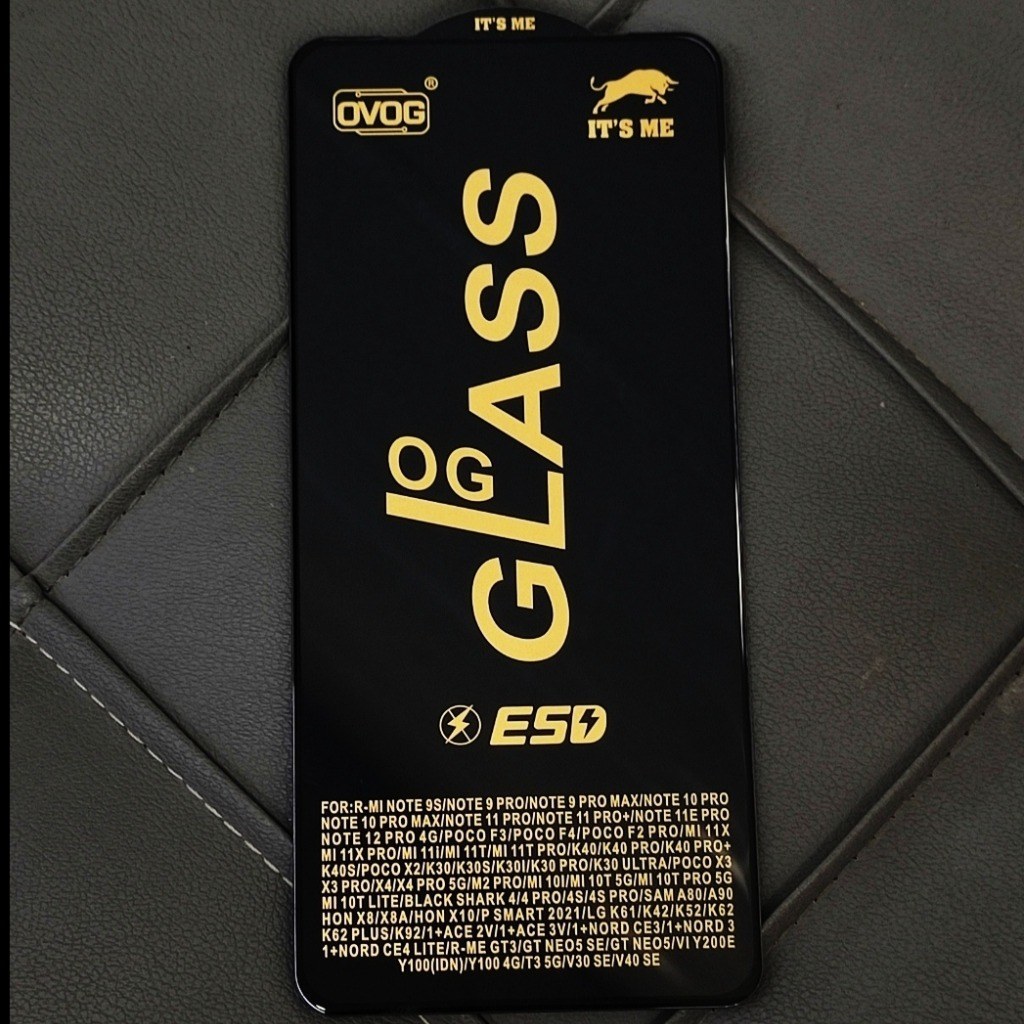 IT'S ME
OVOG®
IT'S ME
OG
GLASS
ESD
FOR:R-MI NOTE 9S/NOTE 9 PRO/NOTE 9 PRO MAX/NOTE 10 PRO
NOTE 10 PRO MAX/NOTE 11 PRO/NOTE 11 PRO+/NOTE 11E PRO
NOTE 12 PRO 4G/POCO F3/POCO F4/POCO F2 PRO/MI 11X
MI 11X PRO/MI 11i/MI 11T/MI 11T PRO/K40/K40 PRO/K40 PRO+
K40S/POCO X2/K30/K30S/K30I/K30 PRO/K30 ULTRA/POCO X3
X3 PRO/X4/X4 PRO 5G/M2 PRO/MI 10I/MI 10T 5G/MI 10T PRO 5G
MI 10T LITE/BLACK SHARK 4/4 PRO/4S/4S PRO/SAM A80/A90
HON X8/X8A/HON X10/P SMART 2021/LG K61/K42/K52/K62
K62 PLUS/K92/1+ACE 2V/1+ACE 3V/1+NORD CE3/1+NORD 3
1+NORD CE4 LITE/R-ME GT3/GT NEO5 SE/GT NEO5/VI Y200E
Y100(IDN)/Y100 4G/T3 5G/V30 SE/V40 SE